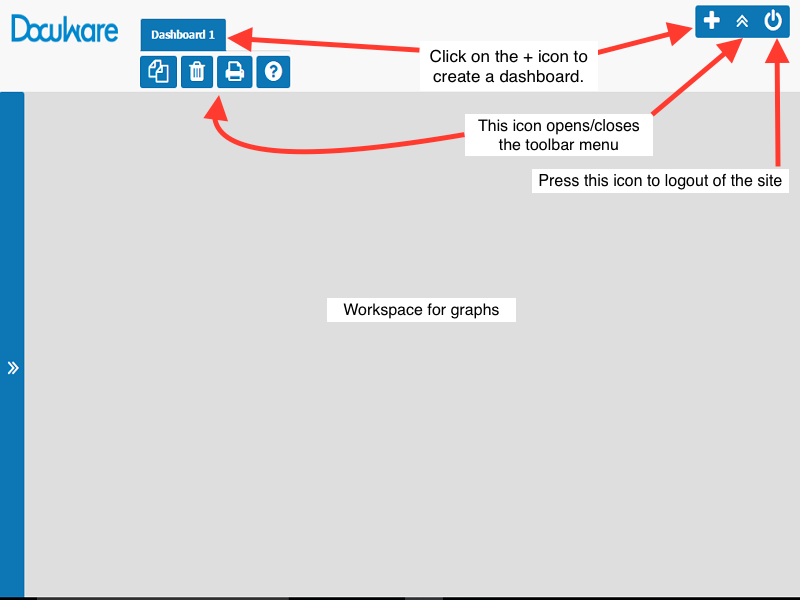 DocuWare
Dashboard 1
Click on the + icon to
create a dashboard.
This icon opens/closes
the toolbar menu
Press this icon to logout of the site
Workspace for graphs